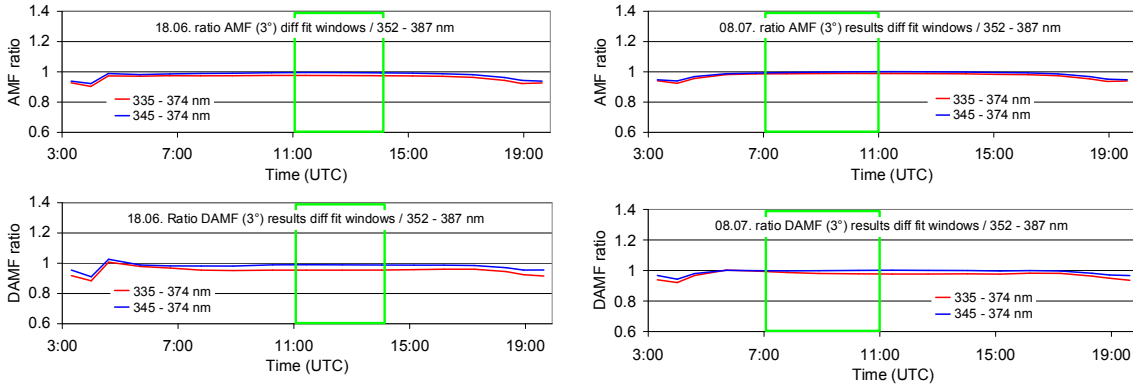 18.06. ratio AMF (3°) diff fit windows / 352 - 387 nm
AMF ratio
1.4
1.2
1
0.8
0.6
335 - 374 nm
345 - 374 nm
3:00 7:00 11:00 15:00 19:00
Time (UTC)
08.07. ratio AMF (3°) results diff fit windows / 352 - 387 nm
AMF ratio
1.4
1.2
1
0.8
0.6
335 - 374 nm
345 - 374 nm
3:00 7:00 11:00 15:00 19:00
Time (UTC)
18.06. Ratio DAMF (3°) results diff fit windows / 352 - 387 nm
DAMF ratio
1.4
1.2
1
0.8
0.6
335 - 374 nm
345 - 374 nm
3:00 7:00 11:00 15:00 19:00
Time (UTC)
08.07. ratio DAMF (3°) results diff fit windows / 352 - 387 nm
DAMF ratio
1.4
1.2
1
0.8
0.6
335 - 374 nm
345 - 374 nm
3:00 7:00 11:00 15:00 19:00
Time (UTC)